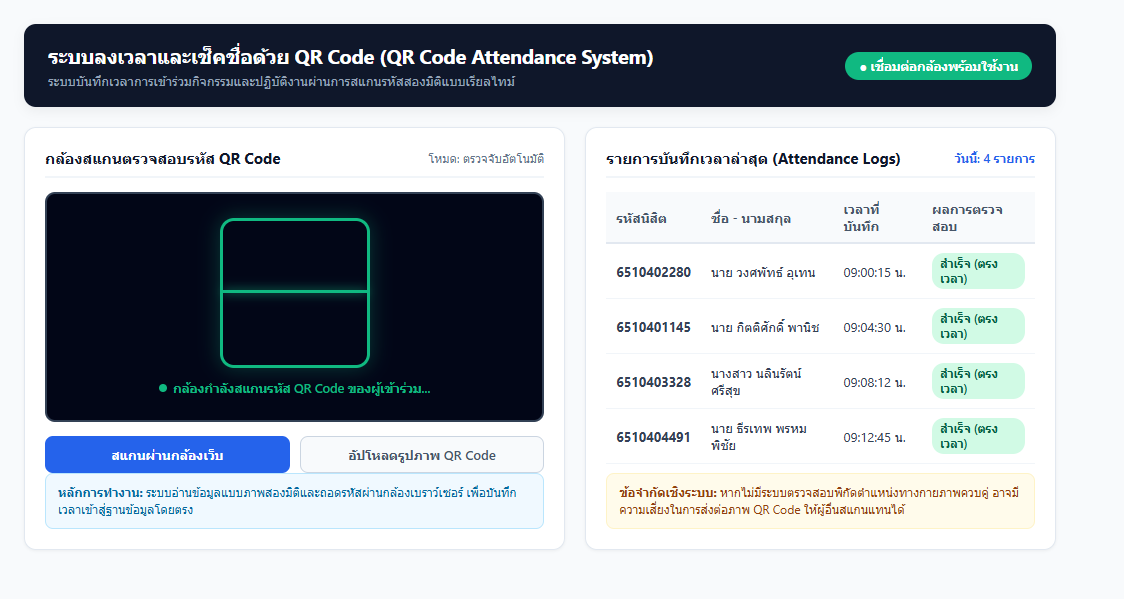 ระบบลงเวลาและเช็คชื่อด้วย QR Code (QR Code Attendance System)
ระบบบันทึกเวลาการเข้าร่วมกิจกรรมและปฏิบัติงานผ่านการสแกนรหัสสองมิติแบบเรียลไทม์
● เชื่อมต่อกล้องพร้อมใช้งาน
กล้องสแกนตรวจสอบรหัส QR Code
โหมด: ตรวจจับอัตโนมัติ
● กล้องกำลังสแกนรหัส QR Code ของผู้เข้าร่วม...
สแกนผ่านกล้องเว็บ
อัปโหลดรูปภาพ QR Code
หลักการทำงาน: ระบบอ่านข้อมูลแบบภาพสองมิติและถอดรหัสผ่านกล้องเบราว์เซอร์ เพื่อบันทึก
เวลาเข้าสู่ฐานข้อมูลโดยตรง
รายการบันทึกเวลาล่าสุด (Attendance Logs)
วันนี้: 4 รายการ
รหัสนิสิต
ชื่อ - นามสกุล
เวลาที่
บันทึก
ผลการตรวจ
สอบ
6510402280
นาย วงศพัทธ์ อุเทน
09:00:15 น.
สำเร็จ (ตรง
เวลา)
6510401145
นาย กิตติศักดิ์ พานิช
09:04:30 น.
สำเร็จ (ตรง
เวลา)
6510403328
นางสาว นลินรัตน์
ศรีสุข
09:08:12 น.
สำเร็จ (ตรง
เวลา)
6510404491
นาย ธีรเทพ พรหม
พิชัย
09:12:45 น.
สำเร็จ (ตรง
เวลา)
ข้อจำกัดเชิงระบบ: หากไม่มีระบบตรวจสอบพิกัดตำแหน่งทางกายภาพควบคู่ อาจมี
ความเสี่ยงในการส่งต่อภาพ QR Code ให้ผู้อื่นสแกนแทนได้